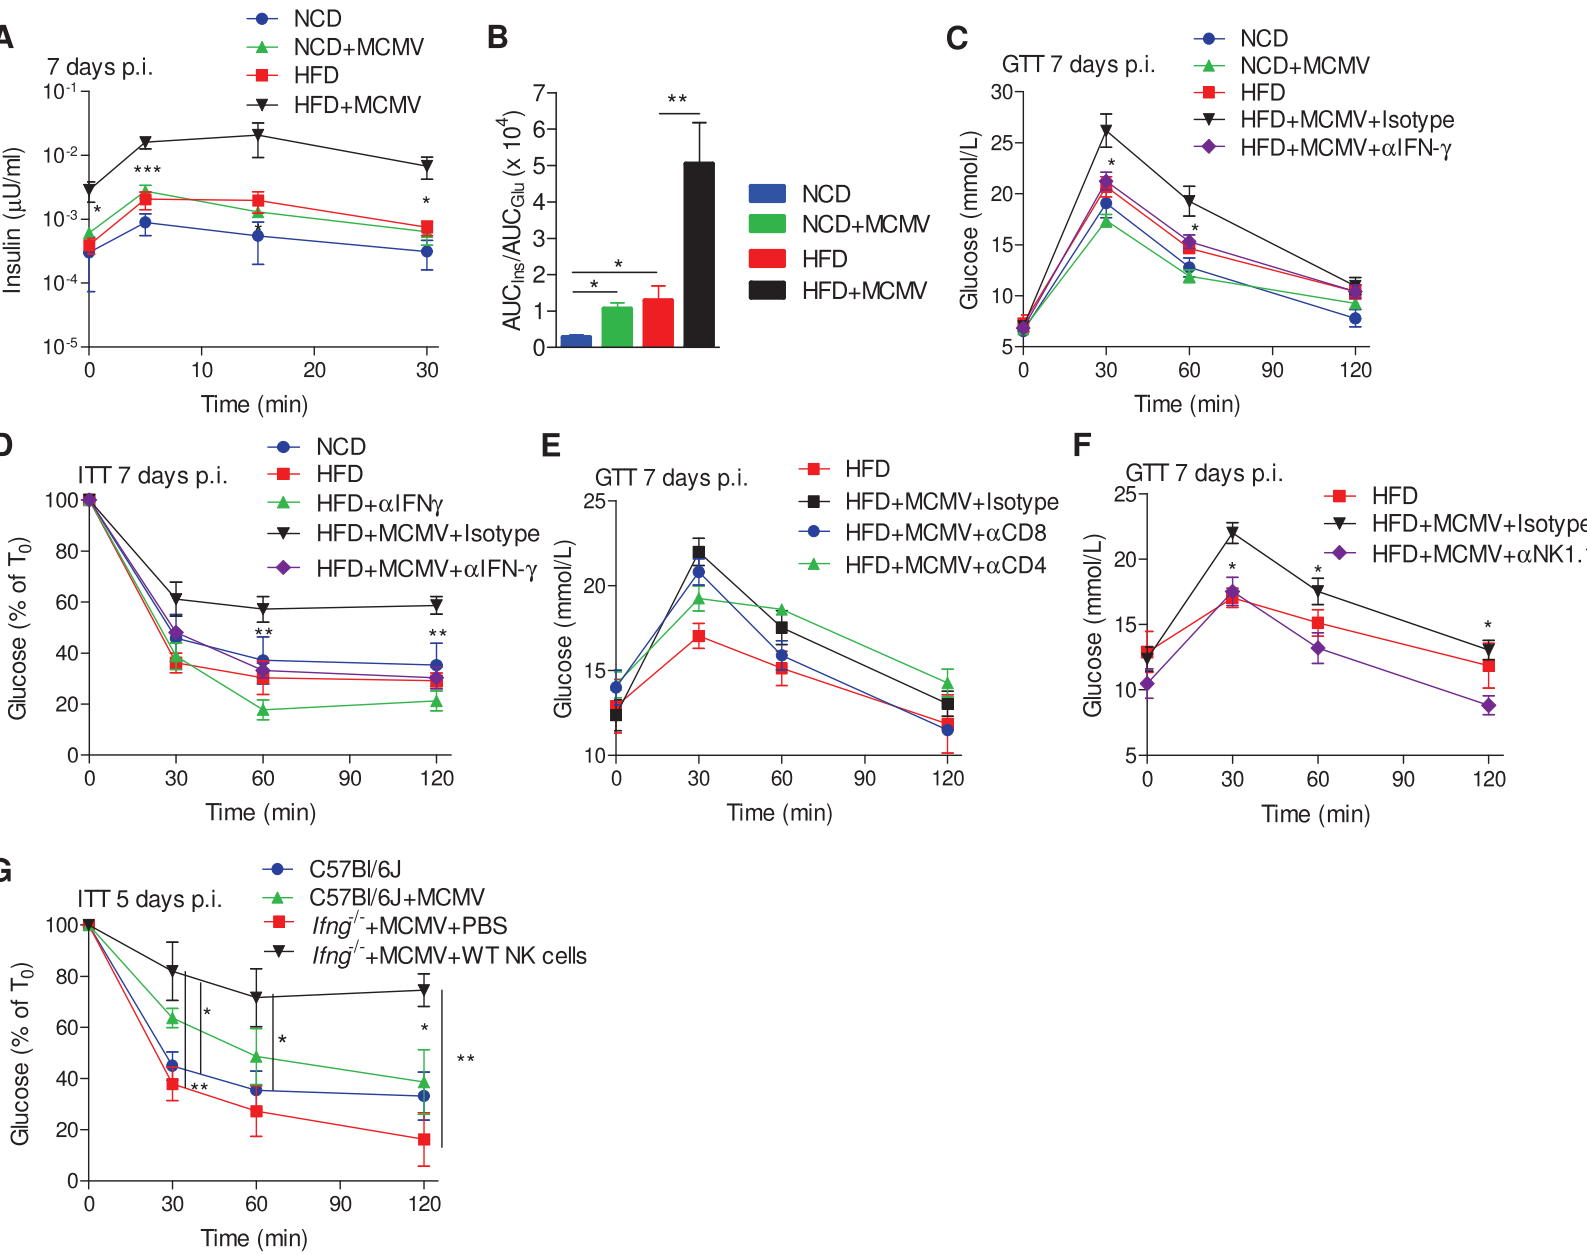 A
7 days p.i.
NCD
NCD+MCMV
HFD
HFD+MCMV
Insulin (μU/ml)
10-1
10-2
10-3
10-4
10-5
***
*
*
*
0 10 20 30
Time (min)
B
AUCIns/AUCGlu (x 104)
7
6
5
4
3
2
1
0
**
*
*
NCD
NCD+MCMV
HFD
HFD+MCMV
C
GTT 7 days p.i.
NCD
NCD+MCMV
HFD
HFD+MCMV+Isotype
HFD+MCMV+αIFN-γ
Glucose (mmol/L)
30
25
20
15
10
5
*
*
0 30 60 90 120
Time (min)
D
ITT 7 days p.i.
NCD
HFD
HFD+αIFNγ
HFD+MCMV+Isotype
HFD+MCMV+αIFN-γ
Glucose (% of T0)
100
80
60
40
20
0
**
**
0 30 60 90 120
Time (min)
E
GTT 7 days p.i.
HFD
HFD+MCMV+Isotype
HFD+MCMV+αCD8
HFD+MCMV+αCD4
Glucose (mmol/L)
25
20
15
10
0 30 60 90 120
Time (min)
F
GTT 7 days p.i.
HFD
HFD+MCMV+Isotype
HFD+MCMV+αNK1.
Glucose (mmol/L)
25
20
15
10
5
*
*
*
0 30 60 90 120
Time (min)
G
ITT 5 days p.i.
C57Bl/6J
C57Bl/6J+MCMV
Ifng-/-+MCMV+PBS
Ifng-/-+MCMV+WT NK cells
Glucose (% of T0)
100
80
60
40
20
0
*
**
*
*
**
0 30 60 90 120
Time (min)